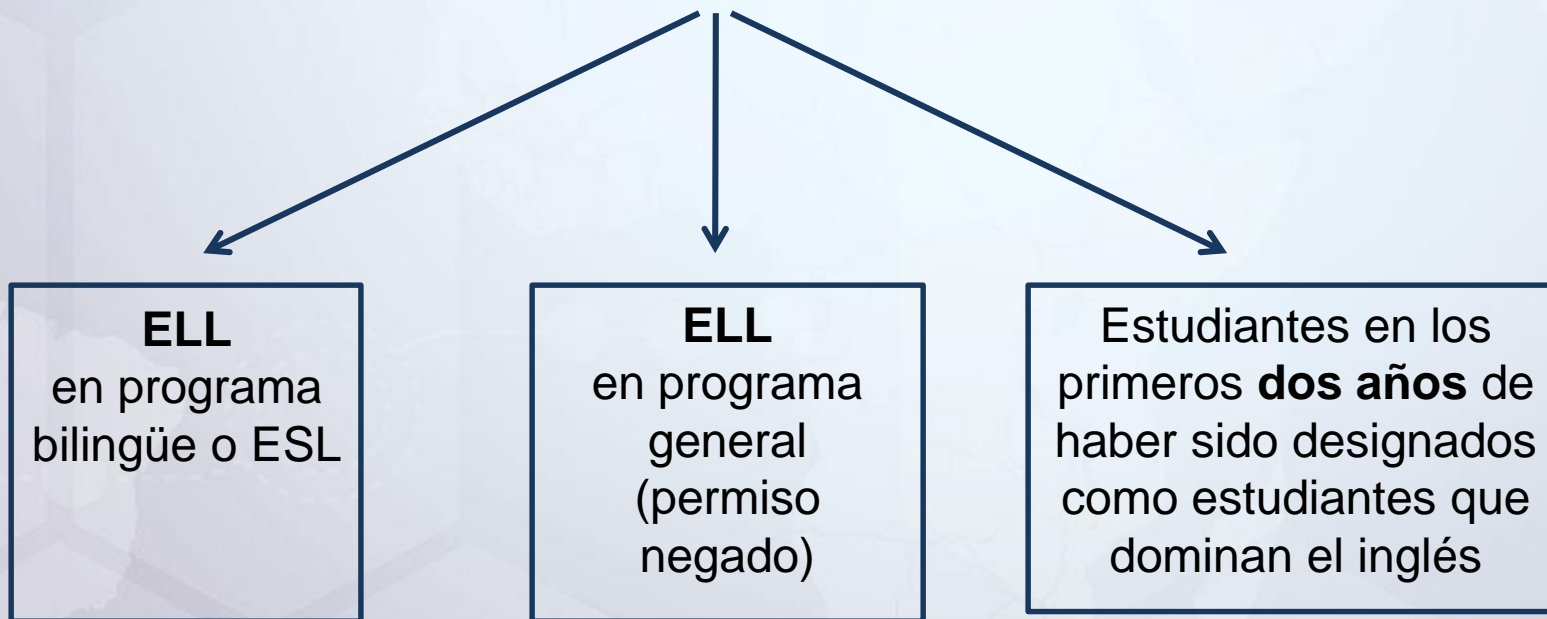 ELL
en programa
bilingüe o ESL
ELL
en programa
general
(permiso
negado)
Estudiantes en los
primeros dos años de
haber sido designados
como estudiantes que
dominan el inglés